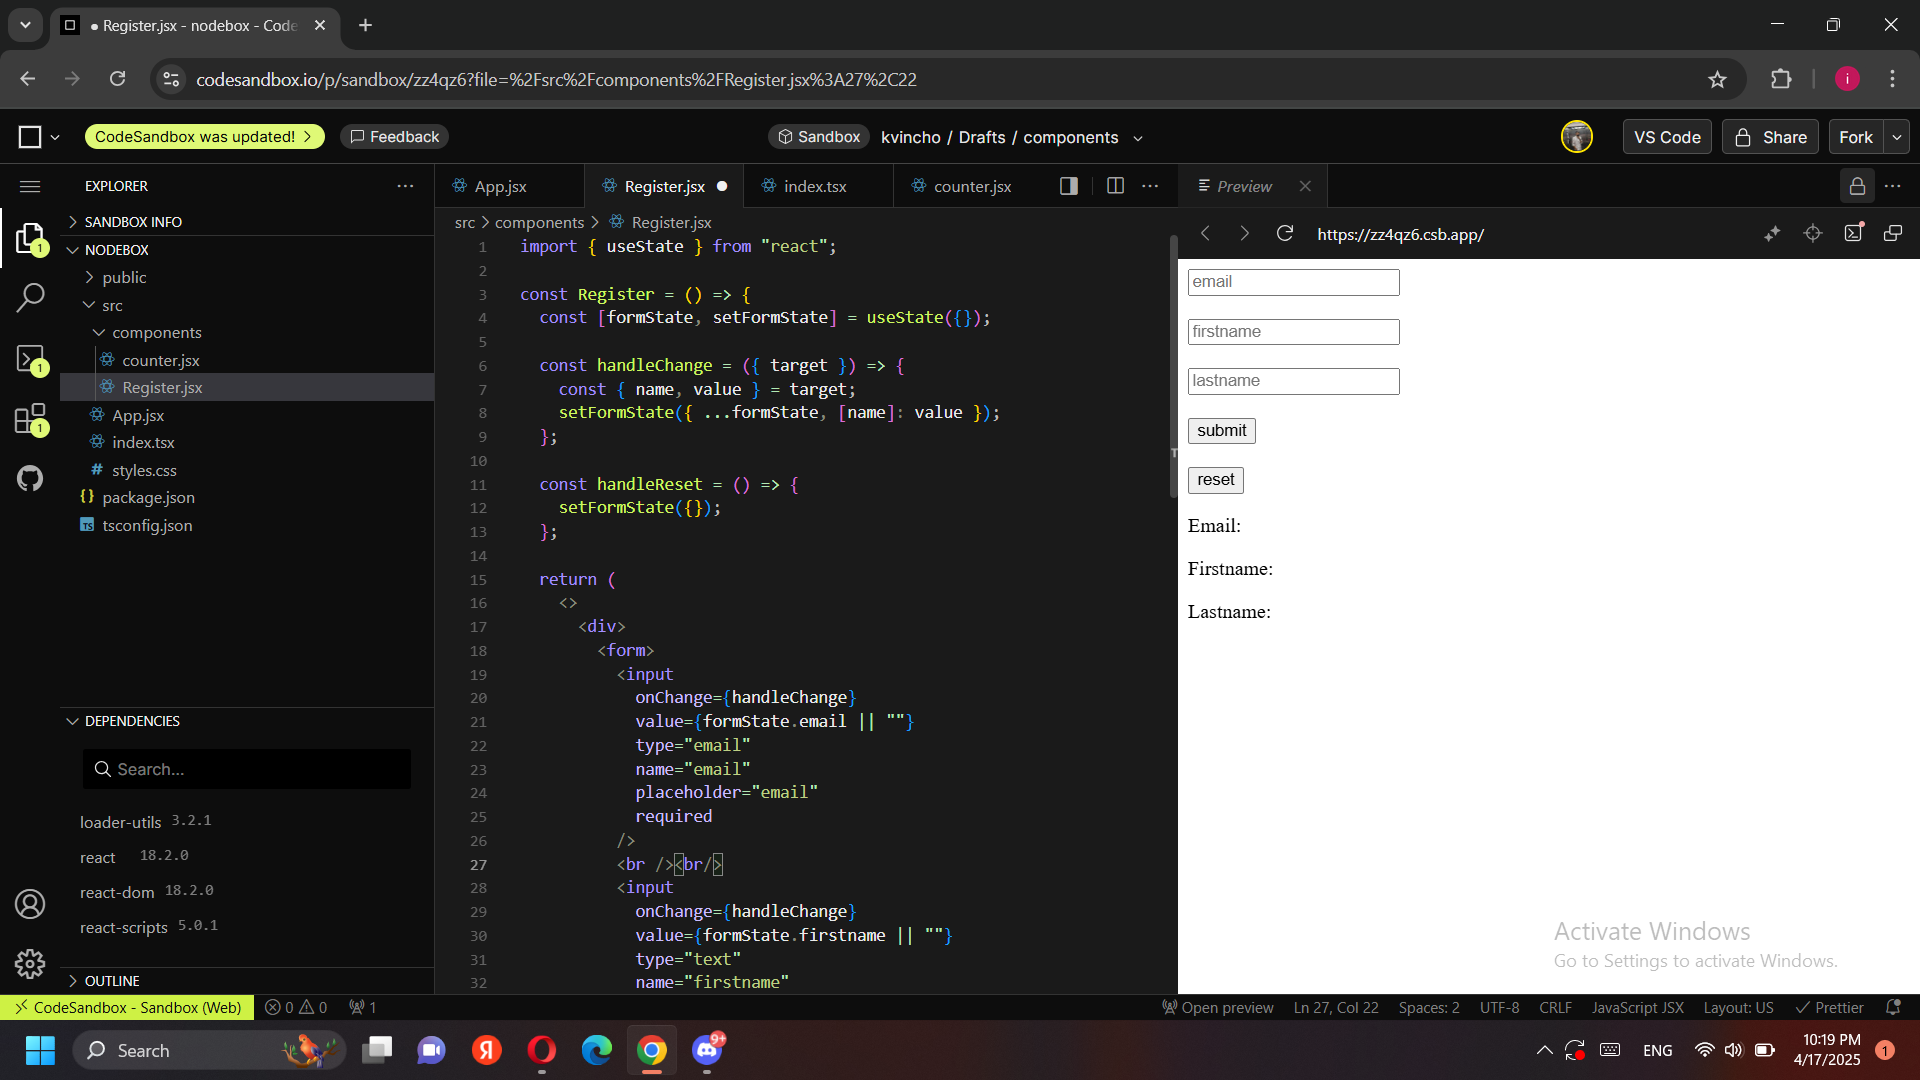 Register.jsx - nodebox - Code
codesandbox.io/p/sandbox/zz4qz6?file=%2Fsrc%2Fcomponents%2FRegister.jsx%3A27%2C22
i
CodeSandbox was updated!
Feedback
Sandbox
kvincho / Drafts / components
VS Code
Share
Fork
EXPLORER
App.jsx
Register.jsx
index.tsx
counter.jsx
Preview
SANDBOX INFO
NODEBOX
public
src
components
counter.jsx
Register.jsx
App.jsx
index.tsx
# styles.css
{} package.json
TS tsconfig.json
1
1
1
DEPENDENCIES
Search...
loader-utils 3.2.1
react 18.2.0
react-dom 18.2.0
react-scripts 5.0.1
OUTLINE
src > components > Register.jsx
1 import { useState } from "react";
2
3 const Register = () => {
4 const [formState, setFormState] = useState({});
5
6 const handleChange = ({ target }) => {
7 const { name, value } = target;
8 setFormState({ ...formState, [name]: value });
9 };
10
11 const handleReset = () => {
12 setFormState({});
13 };
14
15 return (
16 <>
17 <div>
18 <form>
19 <input
20 onChange={handleChange}
21 value={formState.email || ""}
22 type="email"
23 name="email"
24 placeholder="email"
25 required
26 />
27 <br /><br/>
28 <input
29 onChange={handleChange}
30 value={formState.firstname || ""}
31 type="text"
32 name="firstname"
https://zz4qz6.csb.app/
email
firstname
lastname
submit
reset
Email:
Firstname:
Lastname:
Activate Windows
Go to Settings to activate Windows.
CodeSandbox - Sandbox (Web)
0 0
1
Open preview
Ln 27, Col 22
Spaces: 2
UTF-8
CRLF
JavaScript JSX
Layout: US
Prettier
Search
Я
9+
ENG
10:19 PM
4/17/2025
1